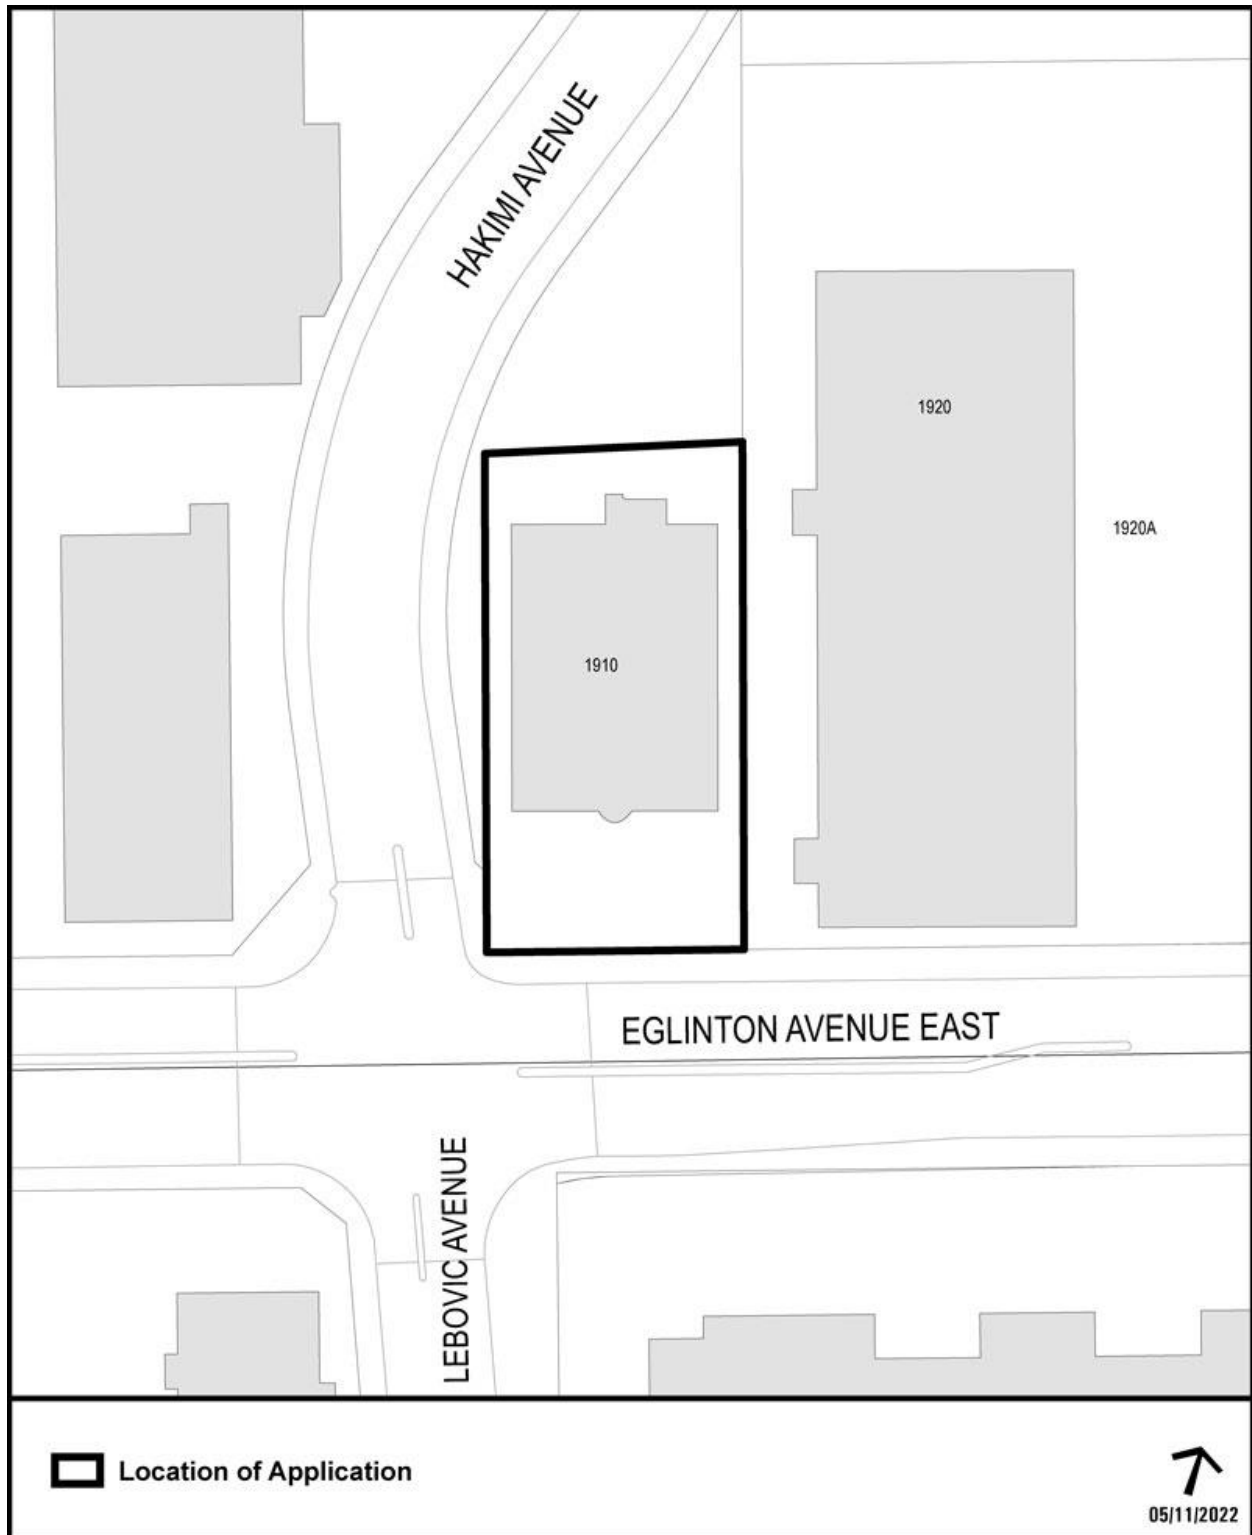 HAKIMI AVENUE
1920
1920A
1910
EGLINTON AVENUE EAST
LEBOVIC AVENUE
Location of Application
05/11/2022